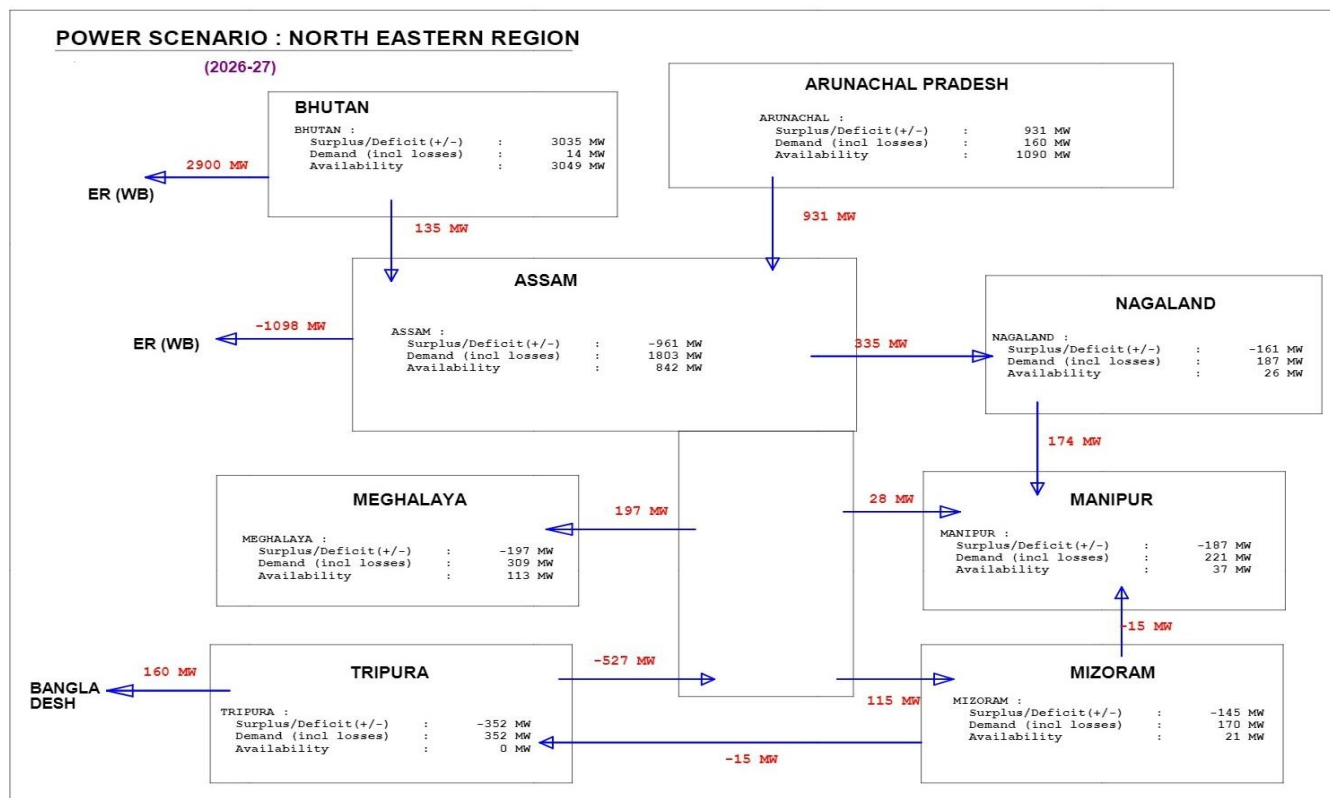 POWER SCENARIO : NORTH EASTERN REGION
(2026-27)
BHUTAN
BHUTAN :
Surplus/Deficit(+/-) : 3035 MW
Demand (incl losses) : 14 MW
Availability : 3049 MW
2900 MW
ER (WB)
135 MW
ARUNACHAL PRADESH
ARUNACHAL :
Surplus/Deficit(+/-) : 931 MW
Demand (incl losses) : 160 MW
Availability : 1090 MW
931 MW
ASSAM
ASSAM :
Surplus/Deficit(+/-) : -961 MW
Demand (incl losses) : 1803 MW
Availability : 842 MW
-1098 MW
ER (WB)
335 MW
NAGALAND
NAGALAND :
Surplus/Deficit(+/-) : -161 MW
Demand (incl losses) : 187 MW
Availability : 26 MW
174 MW
MEGHALAYA
MEGHALAYA :
Surplus/Deficit(+/-) : -197 MW
Demand (incl losses) : 309 MW
Availability : 113 MW
197 MW
28 MW
MANIPUR
MANIPUR :
Surplus/Deficit(+/-) : -187 MW
Demand (incl losses) : 221 MW
Availability : 37 MW
-15 MW
160 MW
BANGLA
DESH
TRIPURA
TRIPURA :
Surplus/Deficit(+/-) : -352 MW
Demand (incl losses) : 352 MW
Availability : 0 MW
-527 MW
115 MW
MIZORAM
MIZORAM :
Surplus/Deficit(+/-) : -145 MW
Demand (incl losses) : 170 MW
Availability : 21 MW
-15 MW